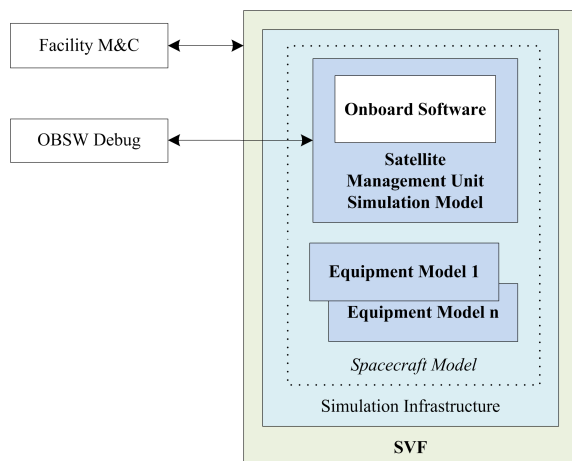 Facility M&C
OBSW Debug
Onboard Software
Satellite
Management Unit
Simulation Model
Equipment Model 1
Equipment Model n
Spacecraft Model
Simulation Infrastructure
SVF